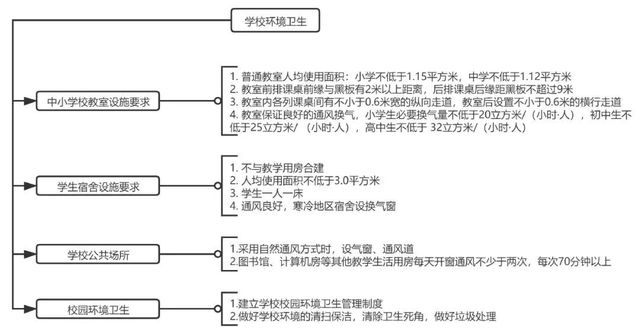 学校环境卫生
中小学校教室设施要求
1. 普通教室人均使用面积：小学不低于1.15平方米，中学不低于1.12平方米
2. 教室前排课桌前缘与黑板有2米以上距离，后排课桌后缘距黑板不超过9米
3. 教室内各列课桌间有不小于0.6米宽的纵向走道，教室后设置不小于0.6米的横行走道
4. 教室保证良好的通风换气，小学生必要换气量不低于20立方米/（小时·人），初中生不
低于25立方米/ （小时·人），高中生不低于 32立方米/（小时·人）
学生宿舍设施要求
1. 不与教学用房合建
2. 人均使用面积不低于3.0平方米
3. 学生一人一床
4. 通风良好，寒冷地区宿舍设换气窗
学校公共场所
1.采用自然通风方式时，设气窗、通风道
2.图书馆、计算机房等其他教学生活用房每天开窗通风不少于两次，每次70分钟以上
校园环境卫生
1.建立学校校园环境卫生管理制度
2.做好学校环境的清扫保洁，清除卫生死角，做好垃圾处理